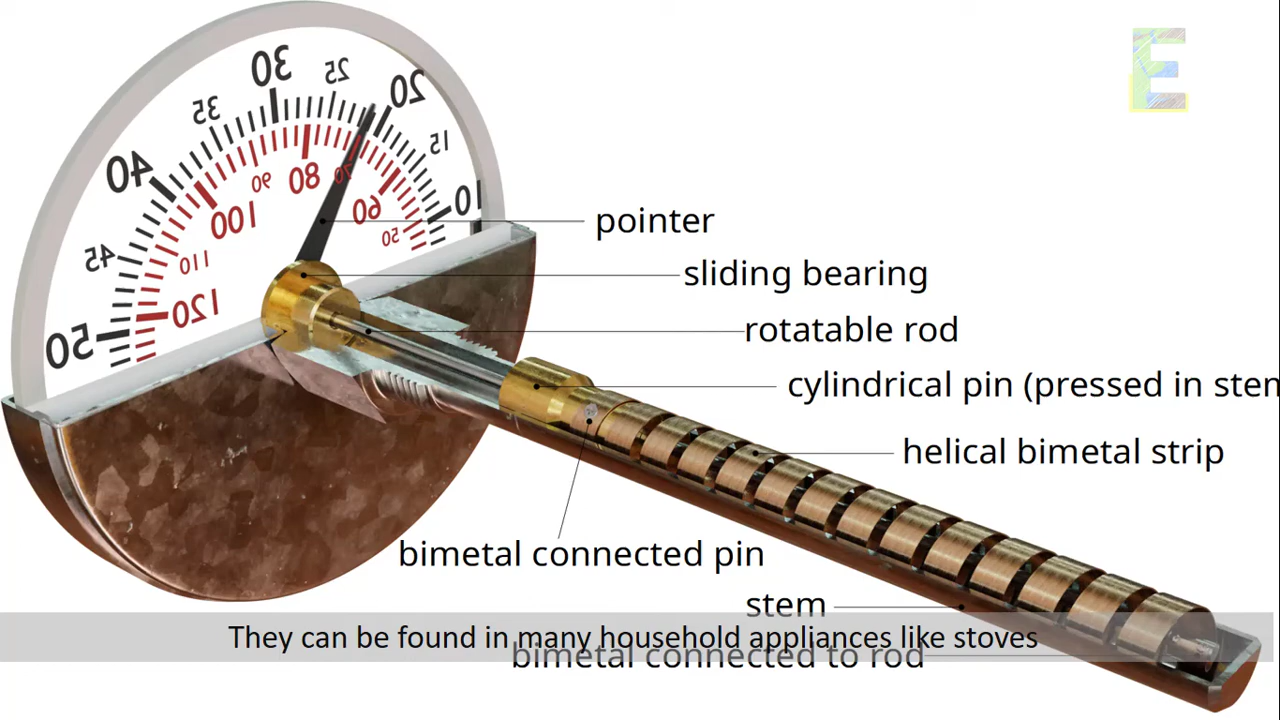 30
25
20
35
15
40
10
90
80
70
60
100
50
45
110
120
50
E
pointer
sliding bearing
rotatable rod
cylindrical pin (pressed in stem
helical bimetal strip
bimetal connected pin
stem
They can be found in many household appliances like stoves
bimetal connected to rod